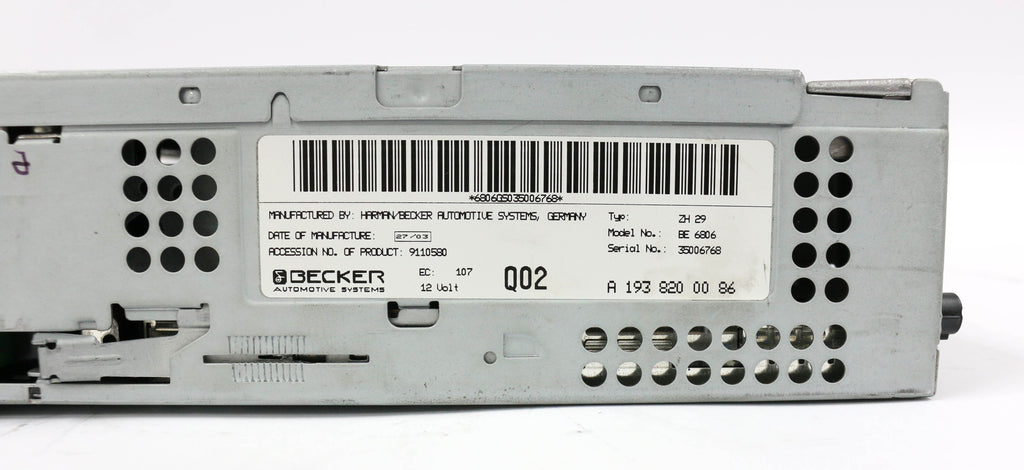 *6806QS035006768*
MANUFACTURED BY: HARMAN/BECKER AUTOMOTIVE SYSTEMS, GERMANY
DATE OF MANUFACTURE: 27/03
ACCESSION NO. OF PRODUCT: 9110580
BECKER
AUTOMOTIVE SYSTEMS
EC: 107
12 Volt
Q02
Typ: ZH 29
Model No.: BE 6806
Serial No.: 35006768
A 193 820 00 86